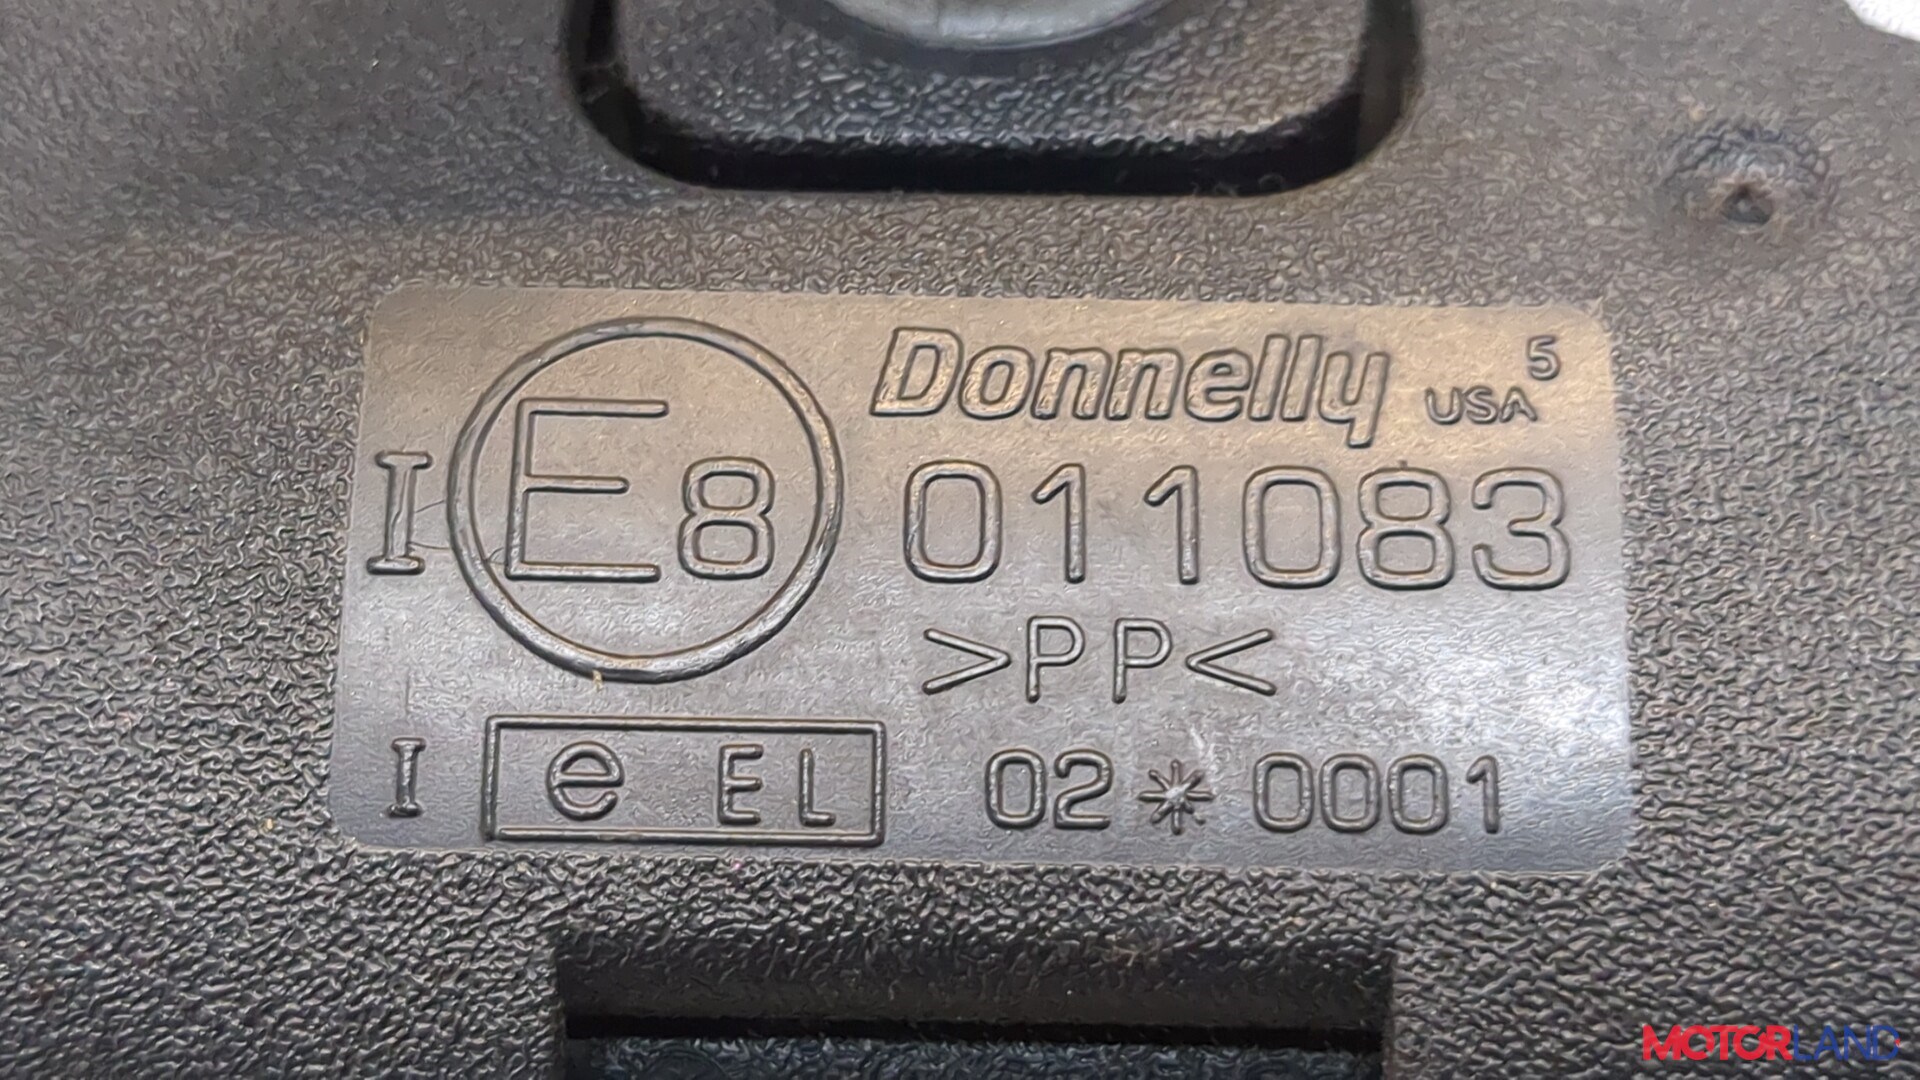 Donnelly USA 5
I E8 011083
>PP<
I e EL 02*0001
MOTORLAND